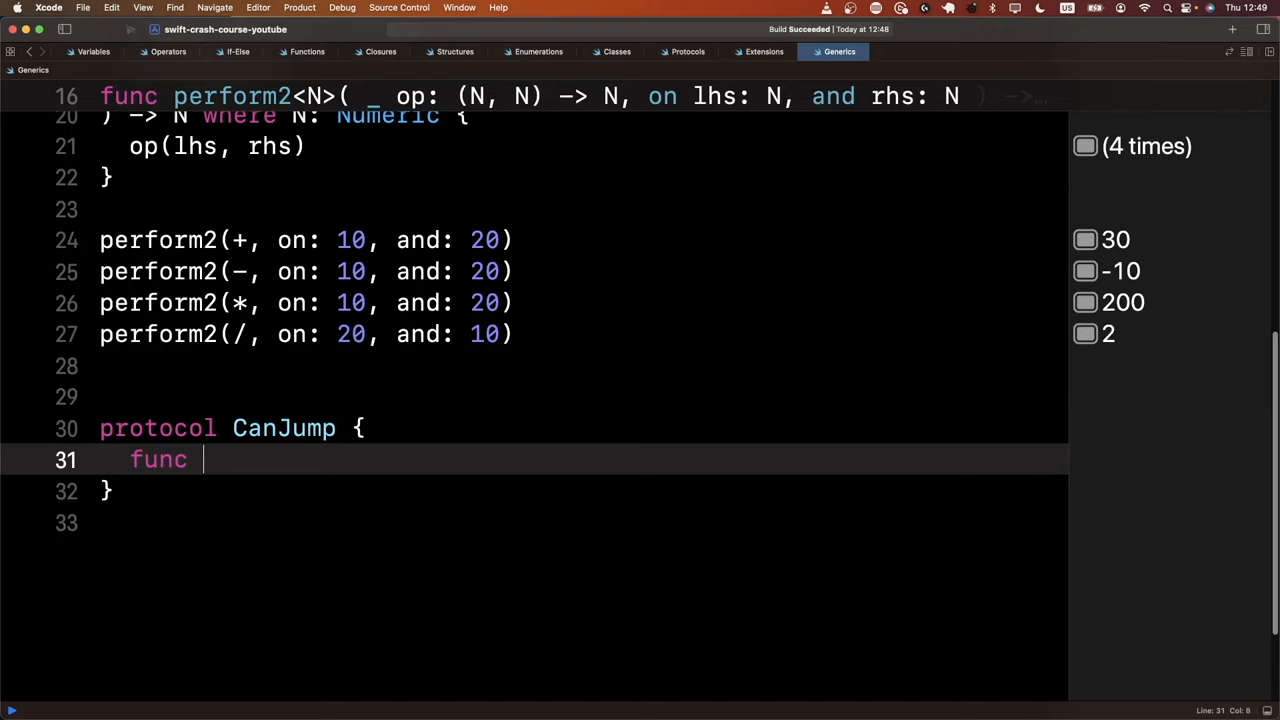 Xcode File Edit View Navigate Editor Product Debug Source Control Window Help US Thu 12:49
swift-crash-course-youtube Build Succeeded | Today at 12:48
Variables Operators If-Else Functions Closures Structures Enumerations Classes Protocols Extensions Generics
Generics
16 func perform2<N>( _ op: (N, N) -> N, on lhs: N, and rhs: N ) ->…
20 ) -> N where N: Numeric {
21 op(lhs, rhs) (4 times)
22 }
23
24 perform2(+, on: 10, and: 20) 30
25 perform2(-, on: 10, and: 20) -10
26 perform2(*, on: 10, and: 20) 200
27 perform2(/, on: 20, and: 10) 2
28
29
30 protocol CanJump {
31 func
32 }
33
Line: 31 Col: 8